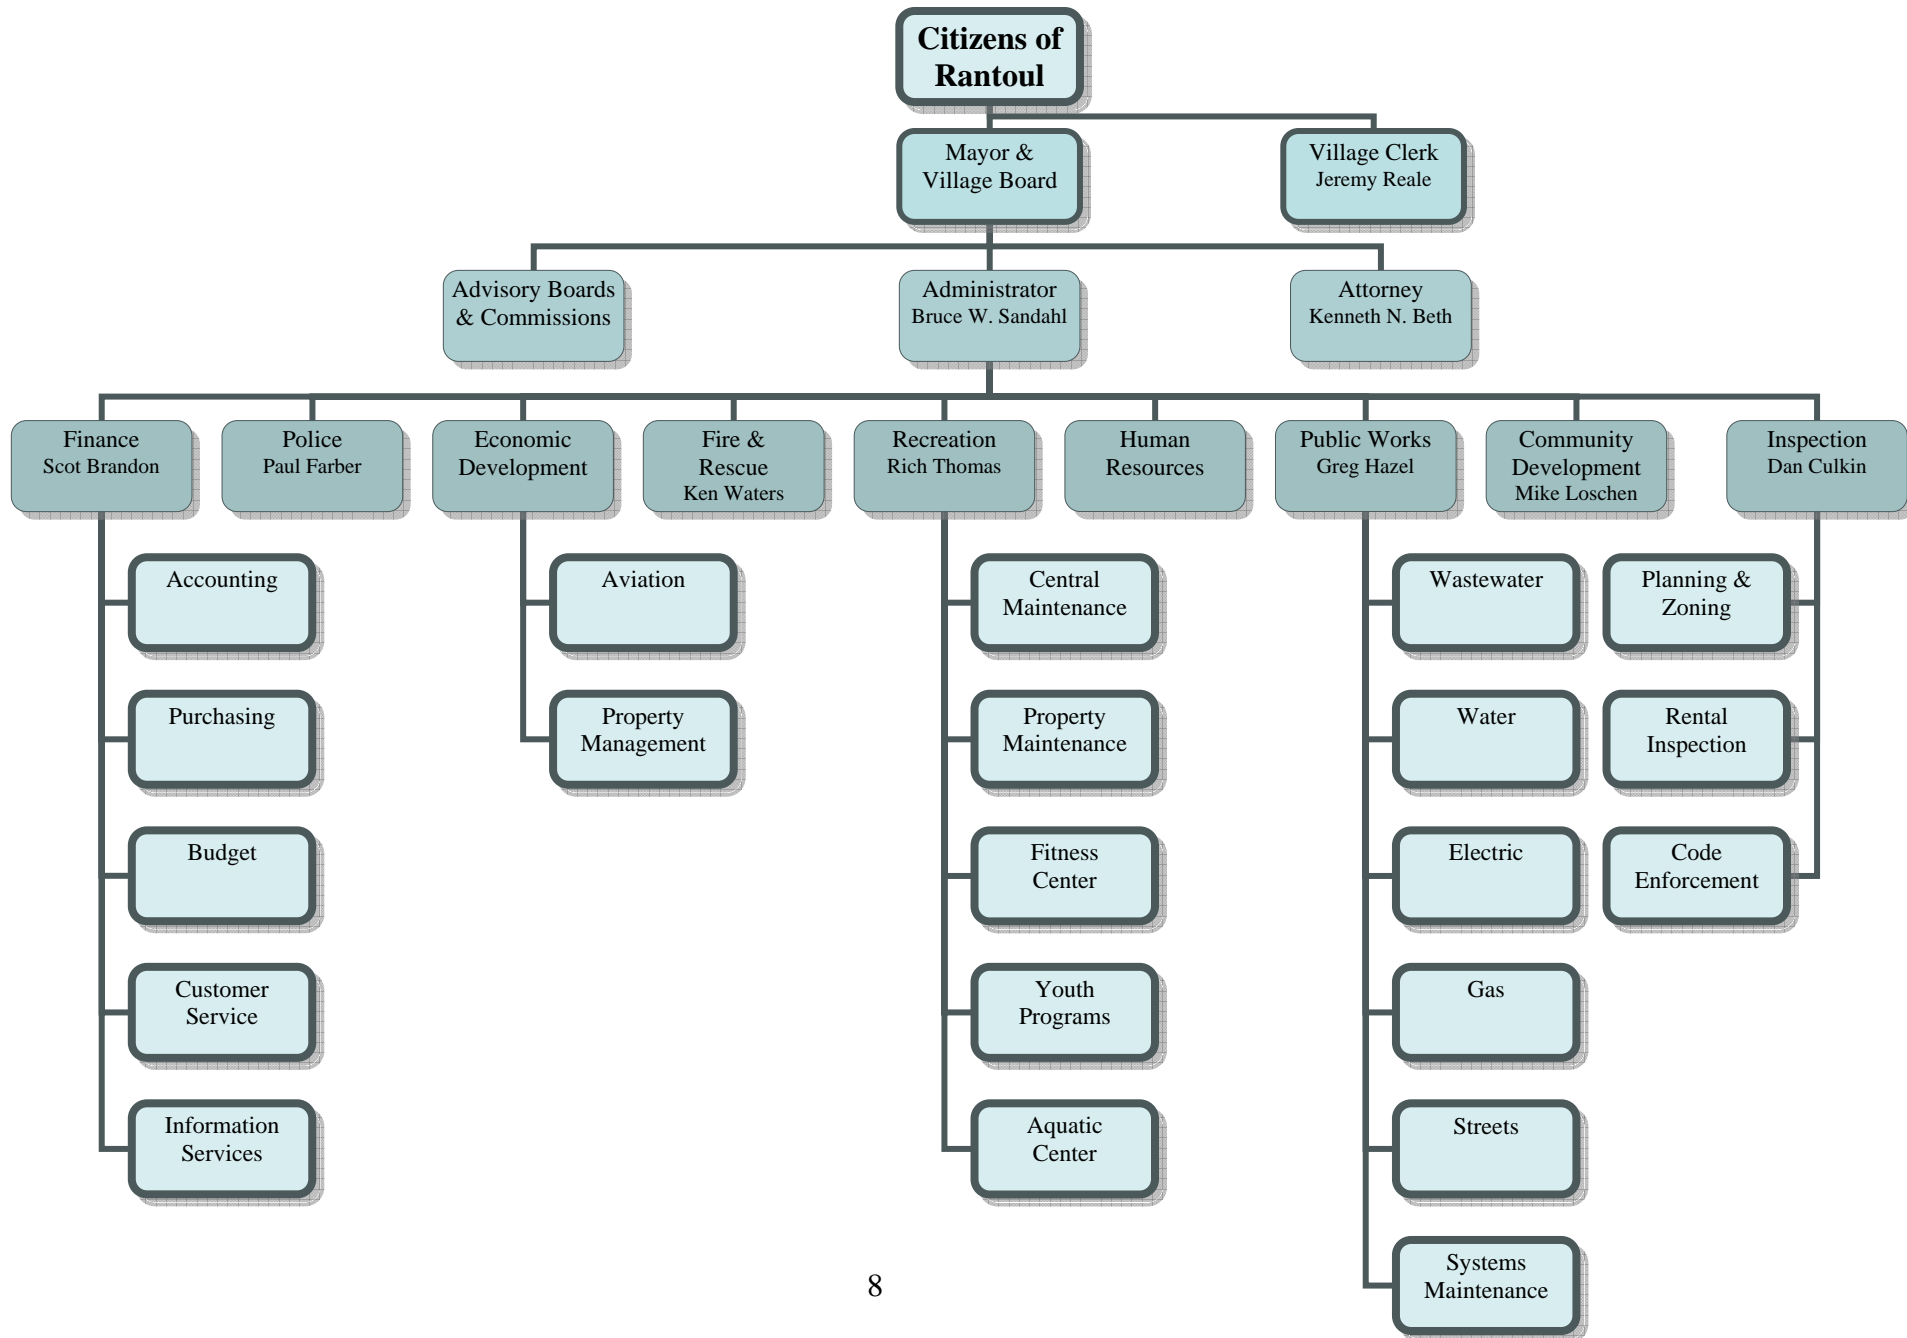 Citizens of
Rantoul
Mayor &
Village Board
Village Clerk
Jeremy Reale
Advisory Boards
& Commissions
Administrator
Bruce W. Sandahl
Attorney
Kenneth N. Beth
Finance
Scot Brandon
Police
Paul Farber
Economic
Development
Fire &
Rescue
Ken Waters
Recreation
Rich Thomas
Human
Resources
Public Works
Greg Hazel
Community
Development
Mike Loschen
Inspection
Dan Culkin
Accounting
Purchasing
Budget
Customer
Service
Information
Services
Aviation
Property
Management
Central
Maintenance
Property
Maintenance
Fitness
Center
Youth
Programs
Aquatic
Center
Wastewater
Water
Electric
Gas
Streets
Systems
Maintenance
Planning &
Zoning
Rental
Inspection
Code
Enforcement
8